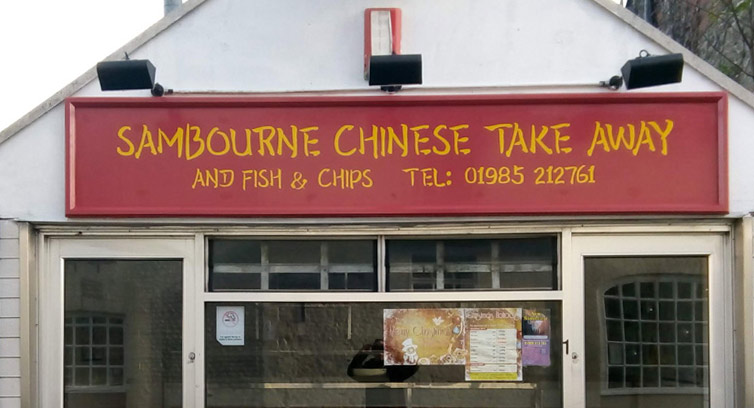 SAMBOURNE CHINESE TAKE AWAY
AND FISH & CHIPS TEL: 01985 212761